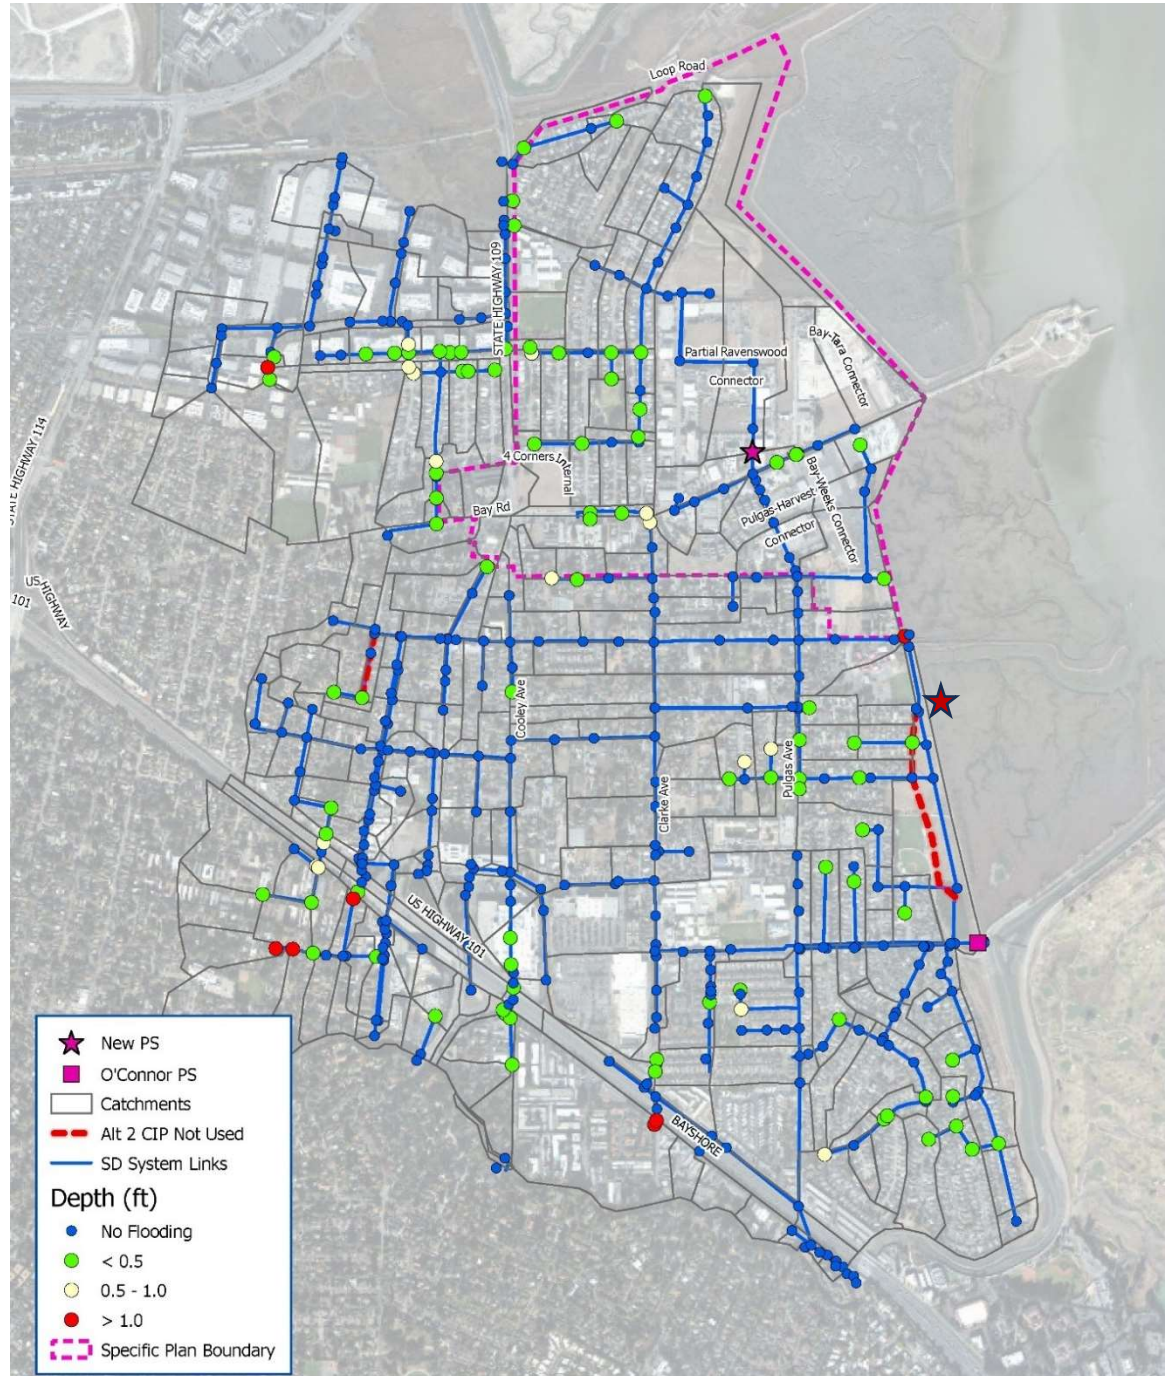 Loop Road
STATE HIGHWAY 109
Bay-Tara Connector
Partial Ravenswood
Connector
STATE HIGHWAY 114
4 Corners
Internal
Bay-Weeks Connector
Pulgas-Harvest
Connector
Bay Rd
US HIGHWAY
101
Cooley Ave
Clarke Ave
Pulgas Ave
US HIGHWAY 101
BAYSHORE
New PS
O'Connor PS
Catchments
Alt 2 CIP Not Used
SD System Links
Depth (ft)
No Flooding
< 0.5
0.5 - 1.0
> 1.0
Specific Plan Boundary